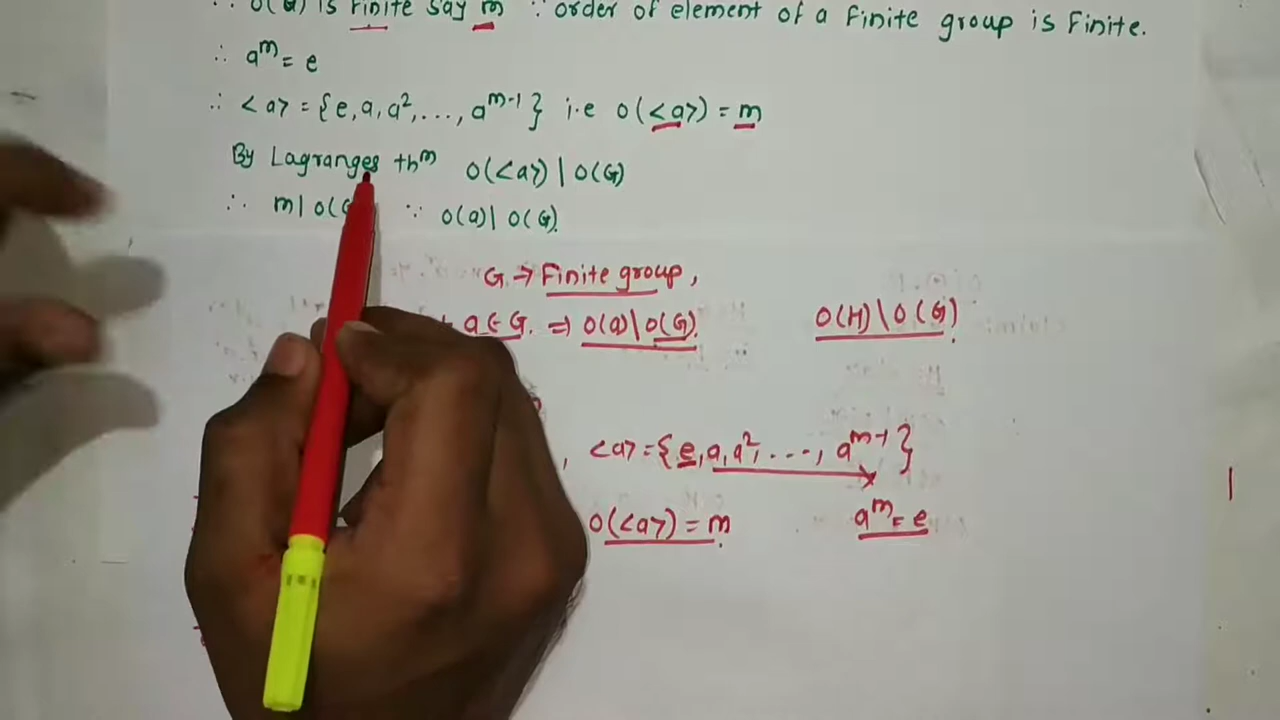 ∴ O(G) is Finite say m ∵ order of element of a Finite group is Finite.
∴ a^m = e
∴ <a> = {e, a, a², ..., a^m-1} i.e O(<a>) = m
By Lagranges th^m O(<a>) | O(G)
∴ m | O(G ∵ O(a) | O(G).
G → Finite group,
a ∈ G. ⇒ O(a) \ O(G). O(H) \ O(G).
, <a> = {e, a, a², ..., a^m-1}
O(<a>) = m. a^m = e